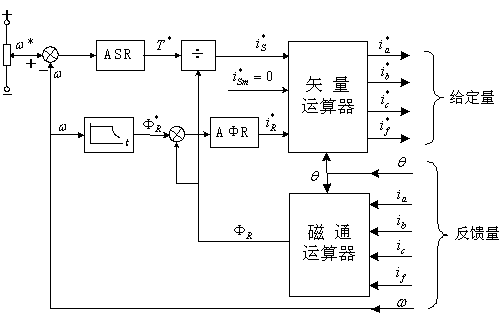 +
ω*
+
−
ω
ASR
T*
÷
i*S
i*Sm = 0
矢 量
运算器
i*a
i*b
i*c
i*f
给定量
ω
t
Φ*R
AΦR
i*R
θ
θ
ΦR
磁 通
运算器
ia
ib
ic
if
ω
反馈量
−